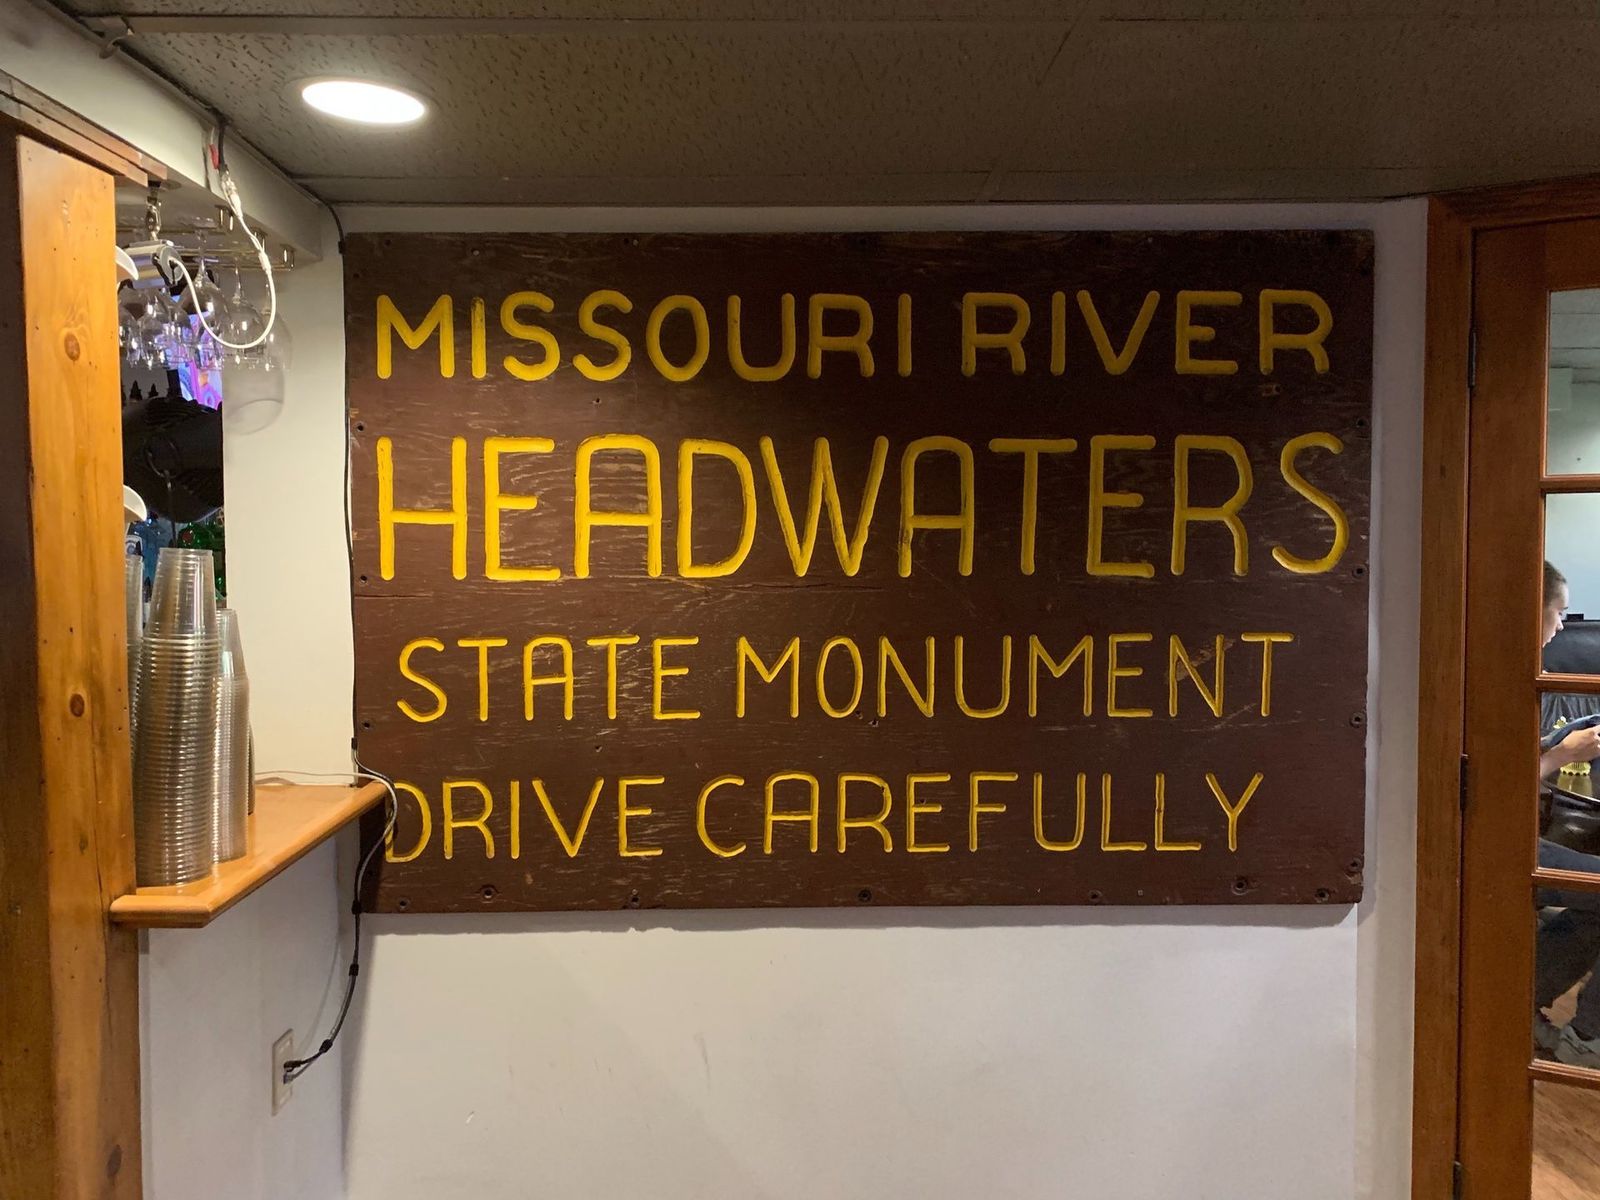 MISSOURI RIVER
HEADWATERS
STATE MONUMENT
DRIVE CAREFULLY